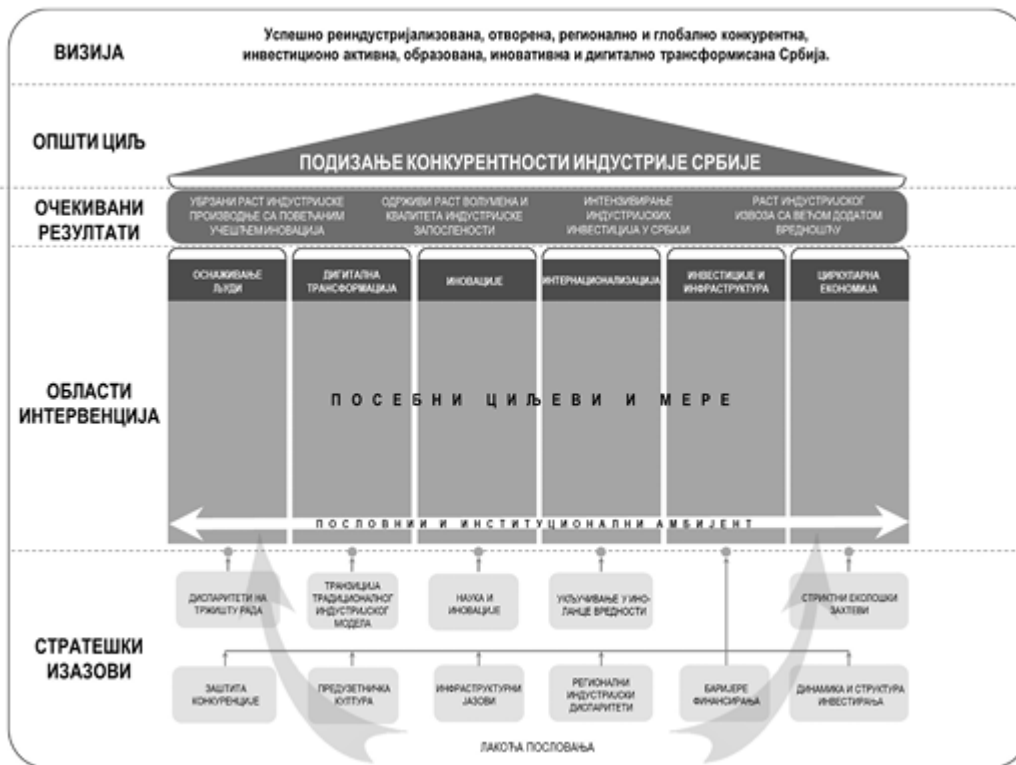 ВИЗИЈА
Успешно реиндустријализована, отворена, регионално и глобално конкурентна,
инвестиционо активна, образована, иновативна и дигитално трансформисана Србија.
ОПШТИ ЦИЉ
ПОДИЗАЊЕ КОНКУРЕНТНОСТИ ИНДУСТРИЈЕ СРБИЈЕ
ОЧЕКИВАНИ
РЕЗУЛТАТИ
УБРЗАНИ РАСТ ИНДУСТРИЈСКЕ
ПРОИЗВОДЊЕ СА ПОВЕЋАНИМ
УЧЕШЋЕМ ИНОВАЦИЈА
ОДРЖИВИ РАСТ ВОЛУМЕНА И
КВАЛИТЕТА ИНДУСТРИЈСКЕ
ЗАПОСЛЕНОСТИ
ИНТЕНЗИВИРАЊЕ
ИНДУСТРИЈСКИХ
ИНВЕСТИЦИЈА У СРБИЈИ
РАСТ ИНДУСТРИЈСКОГ
ИЗВОЗА СА ВЕЋОМ ДОДАТОМ
ВРЕДНОШЋУ
ОСНАЖИВАЊЕ
ЉУДИ
ДИГИТАЛНА
ТРАНСФОРМАЦИЈА
ИНОВАЦИЈЕ
ИНТЕРНАЦИОНАЛИЗАЦИЈА
ИНВЕСТИЦИЈЕ И
ИНФРАСТРУКТУРА
ЦИРКУЛАРНА
ЕКОНОМИЈА
ОБЛАСТИ
ИНТЕРВЕНЦИЈА
ПОСЕБНИ ЦИЉЕВИ И МЕРЕ
ПОСЛОВНИИ И ИНСТИТУЦИОНАЛНИ АМБИЈЕНТ
СТРАТЕШКИ
ИЗАЗОВИ
ДИСПАРИТЕТИ НА
ТРЖИШТУ РАДА
ТРАНЗИЦИЈА
ТРАДИЦИОНАЛНОГ
ИНДУСТРИЈСКОГ
МОДЕЛА
НАУКА И
ИНОВАЦИЈЕ
УКЉУЧИВАЊЕ У ИНО-
ЛАНЦЕ ВРЕДНОСТИ
СТРИКТНИ ЕКОЛОШКИ
ЗАХТЕВИ
ЗАШТИТА
КОНКУРЕНЦИЈЕ
ПРЕДУЗЕТНИЧКА
КУЛТУРА
ИНФРАСТРУКТУРНИ
ЈАЗОВИ
РЕГИОНАЛНИ
ИНДУСТРИЈСКИ
ДИСПАРИТЕТИ
БАРИЈЕРЕ
ФИНАНСИРАЊА
ДИНАМИКА И СТРУКТУРА
ИНВЕСТИРАЊА
ЛАКОЋА ПОСЛОВАЊА